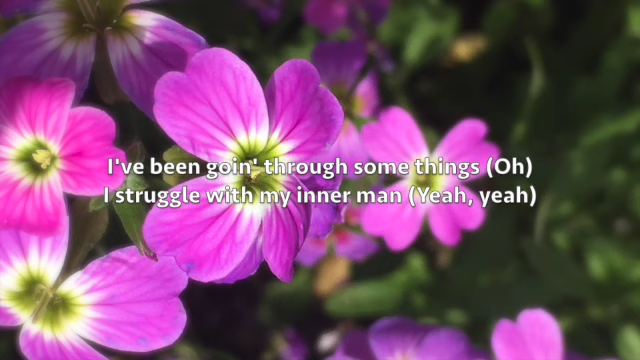 I've been goin' through some things (Oh)
I struggle with my inner man (Yeah, yeah)